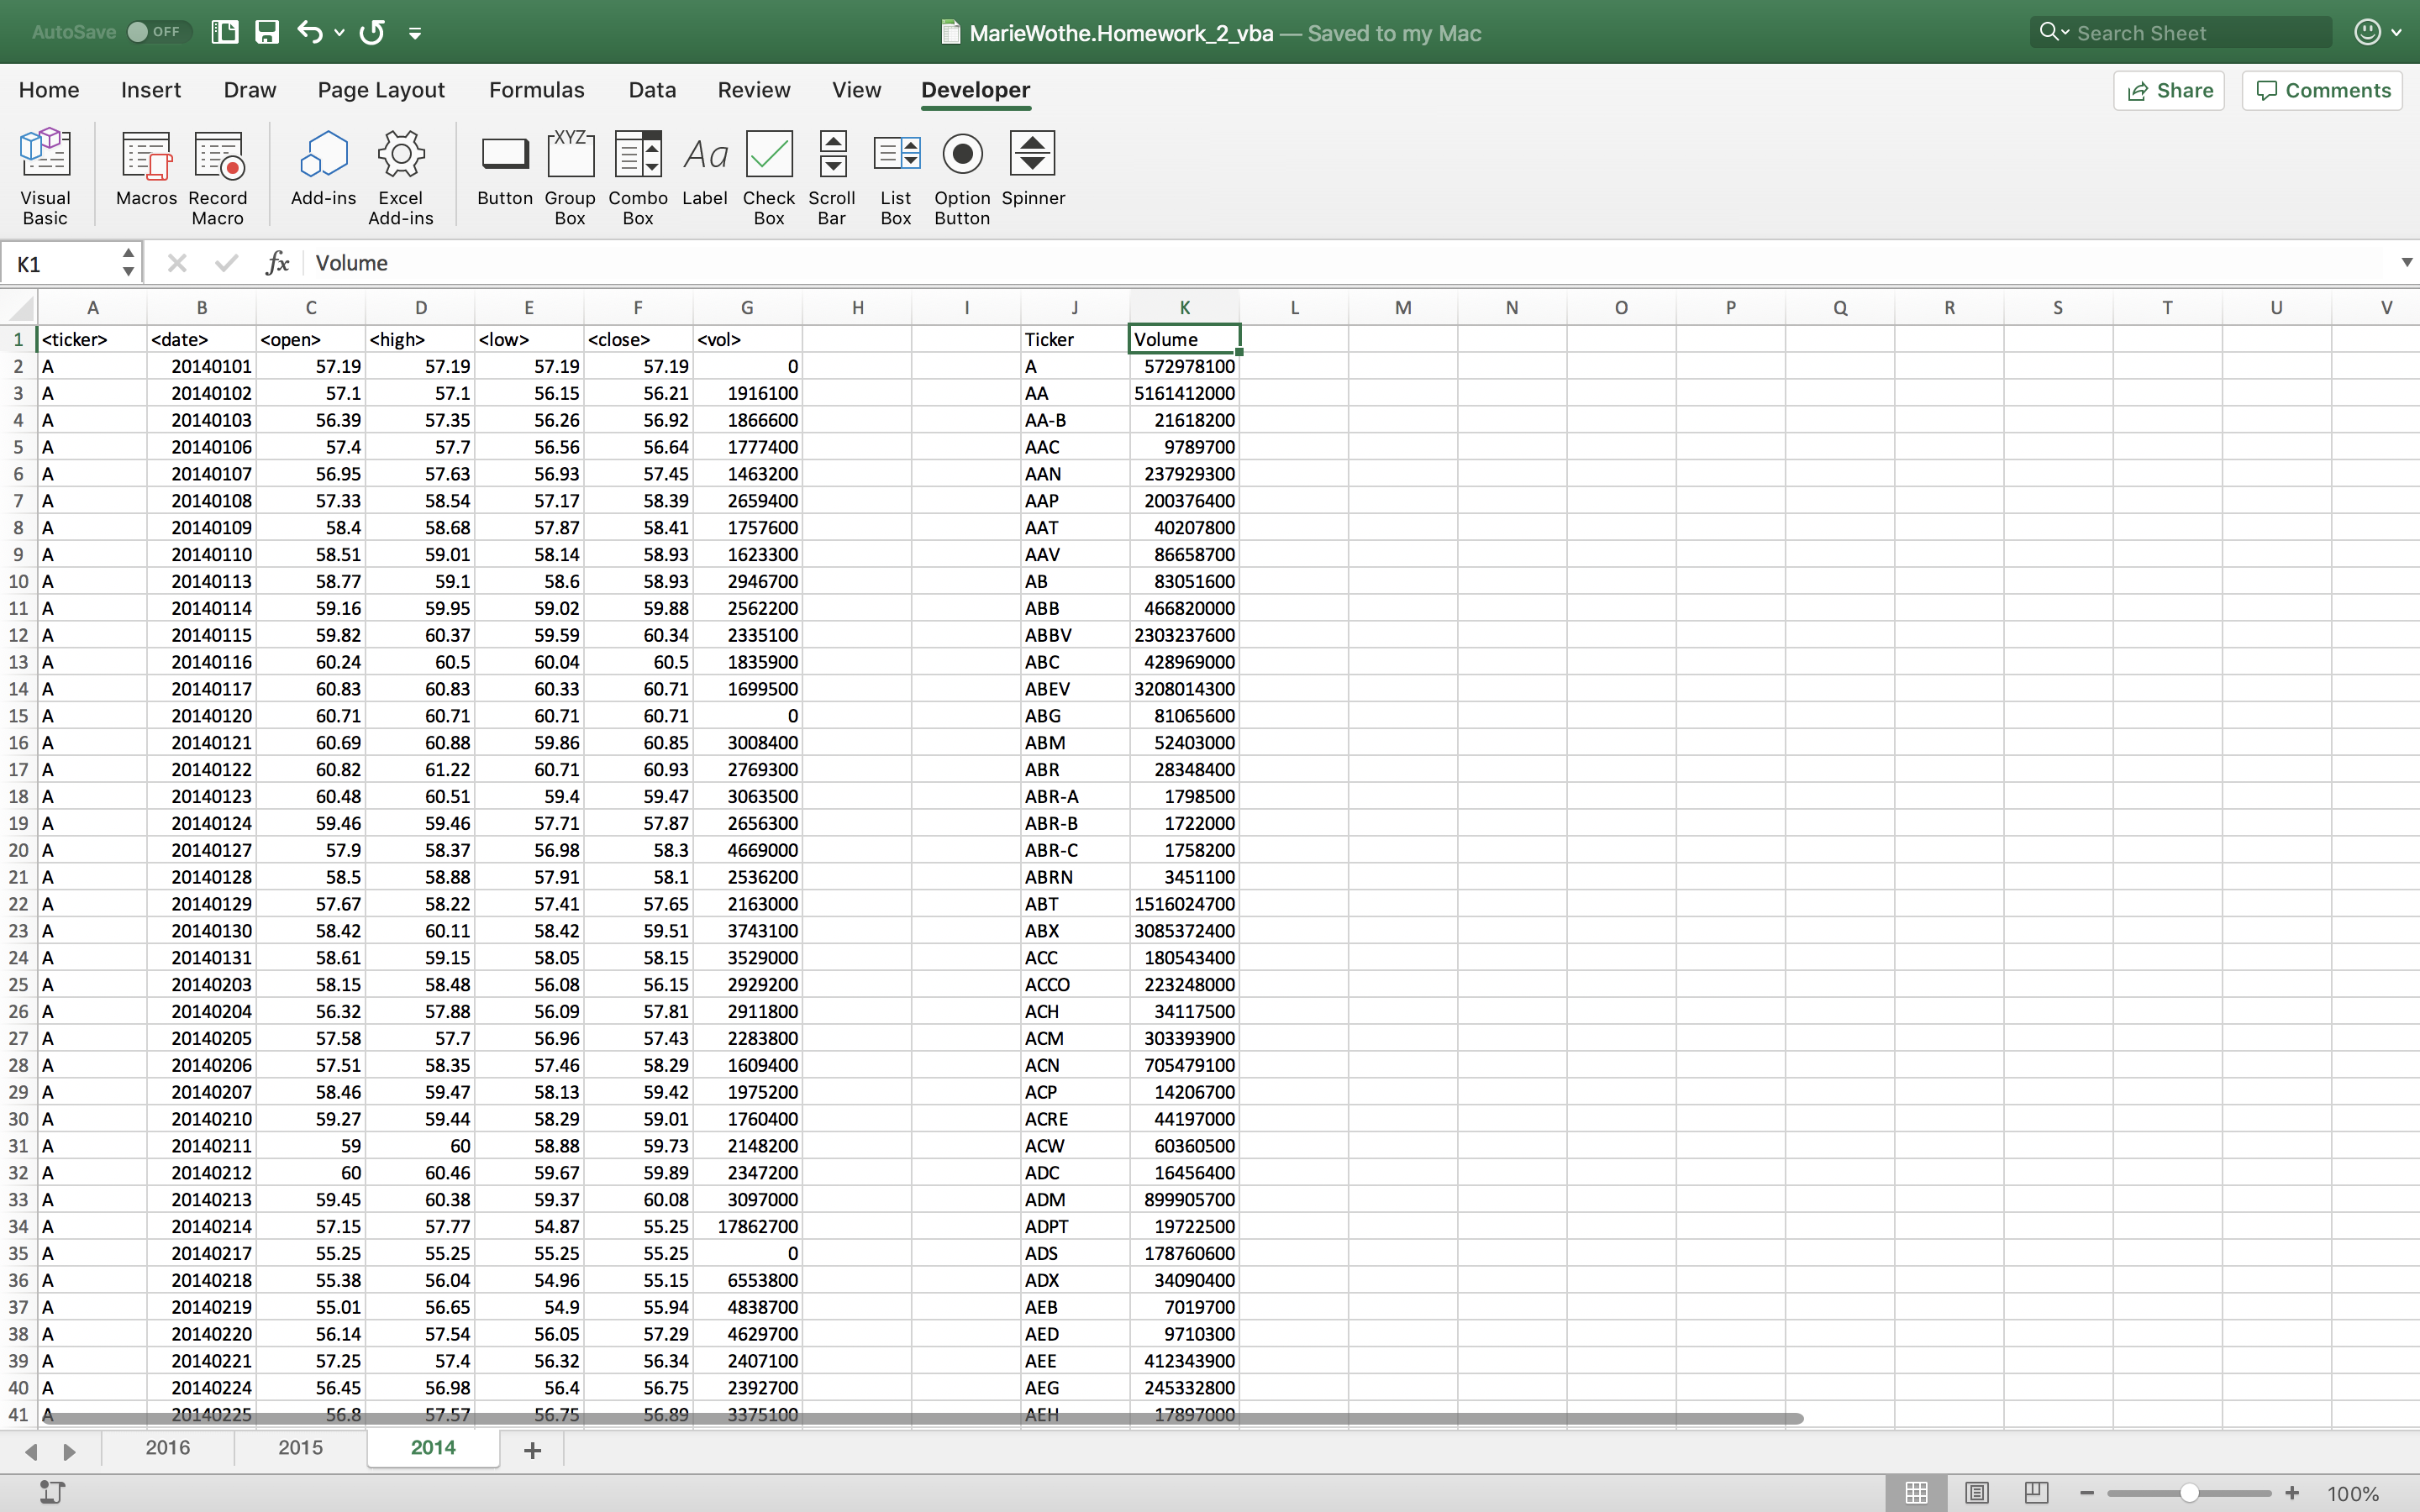 AutoSave OFF MarieWothe.Homework_2_vba — Saved to my Mac Search Sheet
Home Insert Draw Page Layout Formulas Data Review View Developer Share Comments
XYZ Aa
Visual Basic Macros Record Macro Add-ins Excel Add-ins Button Group Box Combo Box Label Check Box Scroll Bar List Box Option Button Spinner
K1 fx Volume
A B C D E F G H I J K L M N O P Q R S T U V
1 <ticker> <date> <open> <high> <low> <close> <vol> Ticker Volume
2 A 20140101 57.19 57.19 57.19 57.19 0 A 572978100
3 A 20140102 57.1 57.1 56.15 56.21 1916100 AA 5161412000
4 A 20140103 56.39 57.35 56.26 56.92 1866600 AA-B 21618200
5 A 20140106 57.4 57.7 56.56 56.64 1777400 AAC 9789700
6 A 20140107 56.95 57.63 56.93 57.45 1463200 AAN 237929300
7 A 20140108 57.33 58.54 57.17 58.39 2659400 AAP 200376400
8 A 20140109 58.4 58.68 57.87 58.41 1757600 AAT 40207800
9 A 20140110 58.51 59.01 58.14 58.93 1623300 AAV 86658700
10 A 20140113 58.77 59.1 58.6 58.93 2946700 AB 83051600
11 A 20140114 59.16 59.95 59.02 59.88 2562200 ABB 466820000
12 A 20140115 59.82 60.37 59.59 60.34 2335100 ABBV 2303237600
13 A 20140116 60.24 60.5 60.04 60.5 1835900 ABC 428969000
14 A 20140117 60.83 60.83 60.33 60.71 1699500 ABEV 3208014300
15 A 20140120 60.71 60.71 60.71 60.71 0 ABG 81065600
16 A 20140121 60.69 60.88 59.86 60.85 3008400 ABM 52403000
17 A 20140122 60.82 61.22 60.71 60.93 2769300 ABR 28348400
18 A 20140123 60.48 60.51 59.4 59.47 3063500 ABR-A 1798500
19 A 20140124 59.46 59.46 57.71 57.87 2656300 ABR-B 1722000
20 A 20140127 57.9 58.37 56.98 58.3 4669000 ABR-C 1758200
21 A 20140128 58.5 58.88 57.91 58.1 2536200 ABRN 3451100
22 A 20140129 57.67 58.22 57.41 57.65 2163000 ABT 1516024700
23 A 20140130 58.42 60.11 58.42 59.51 3743100 ABX 3085372400
24 A 20140131 58.61 59.15 58.05 58.15 3529000 ACC 180543400
25 A 20140203 58.15 58.48 56.08 56.15 2929200 ACCO 223248000
26 A 20140204 56.32 57.88 56.09 57.81 2911800 ACH 34117500
27 A 20140205 57.58 57.7 56.96 57.43 2283800 ACM 303393900
28 A 20140206 57.51 58.35 57.46 58.29 1609400 ACN 705479100
29 A 20140207 58.46 59.47 58.13 59.42 1975200 ACP 14206700
30 A 20140210 59.27 59.44 58.29 59.01 1760400 ACRE 44197000
31 A 20140211 59 60 58.88 59.73 2148200 ACW 60360500
32 A 20140212 60 60.46 59.67 59.89 2347200 ADC 16456400
33 A 20140213 59.45 60.38 59.37 60.08 3097000 ADM 899905700
34 A 20140214 57.15 57.77 54.87 55.25 17862700 ADPT 19722500
35 A 20140217 55.25 55.25 55.25 55.25 0 ADS 178760600
36 A 20140218 55.38 56.04 54.96 55.15 6553800 ADX 34090400
37 A 20140219 55.01 56.65 54.9 55.94 4838700 AEB 7019700
38 A 20140220 56.14 57.54 56.05 57.29 4629700 AED 9710300
39 A 20140221 57.25 57.4 56.32 56.34 2407100 AEE 412343900
40 A 20140224 56.45 56.98 56.4 56.75 2392700 AEG 245332800
41 A 20140225 56.8 57.57 56.75 56.89 3375100 AEH 17897000
2016 2015 2014 +
100%